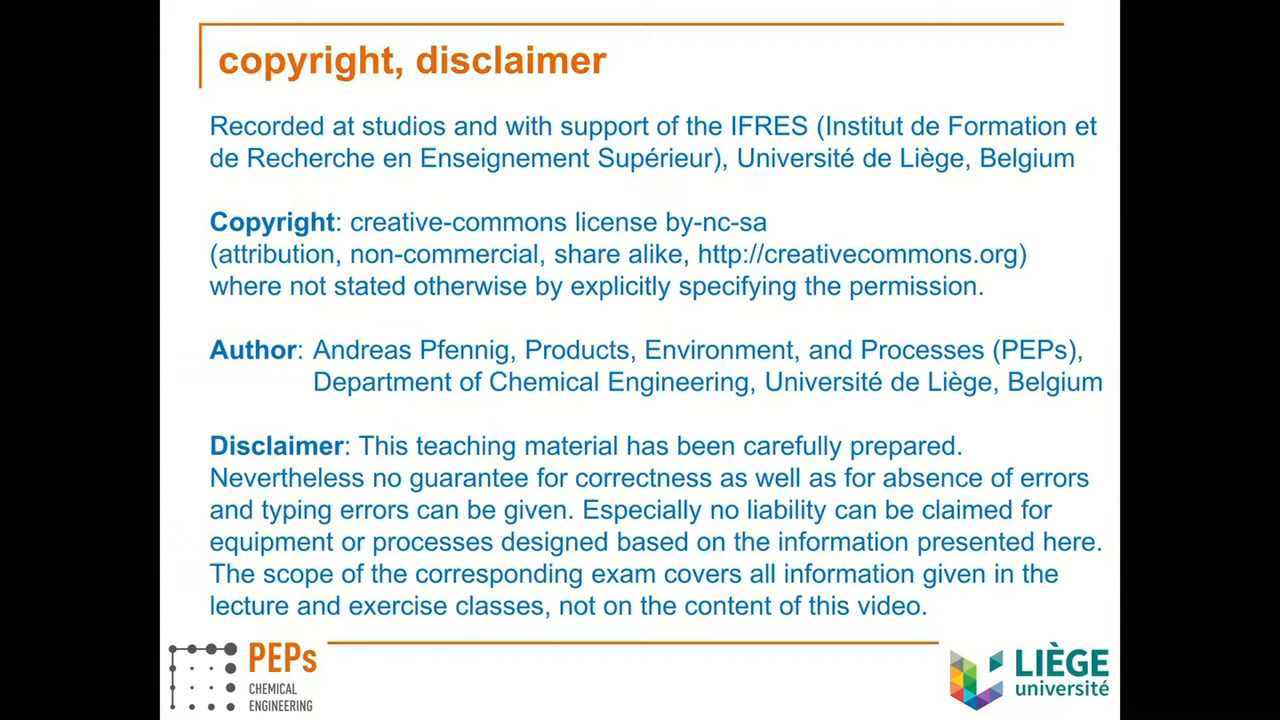 copyright, disclaimer
Recorded at studios and with support of the IFRES (Institut de Formation et
de Recherche en Enseignement Supérieur), Université de Liège, Belgium
Copyright: creative-commons license by-nc-sa
(attribution, non-commercial, share alike, http://creativecommons.org)
where not stated otherwise by explicitly specifying the permission.
Author: Andreas Pfennig, Products, Environment, and Processes (PEPs),
Department of Chemical Engineering, Université de Liège, Belgium
Disclaimer: This teaching material has been carefully prepared.
Nevertheless no guarantee for correctness as well as for absence of errors
and typing errors can be given. Especially no liability can be claimed for
equipment or processes designed based on the information presented here.
The scope of the corresponding exam covers all information given in the
lecture and exercise classes, not on the content of this video.
PEPs
CHEMICAL
ENGINEERING
LIÈGE
université